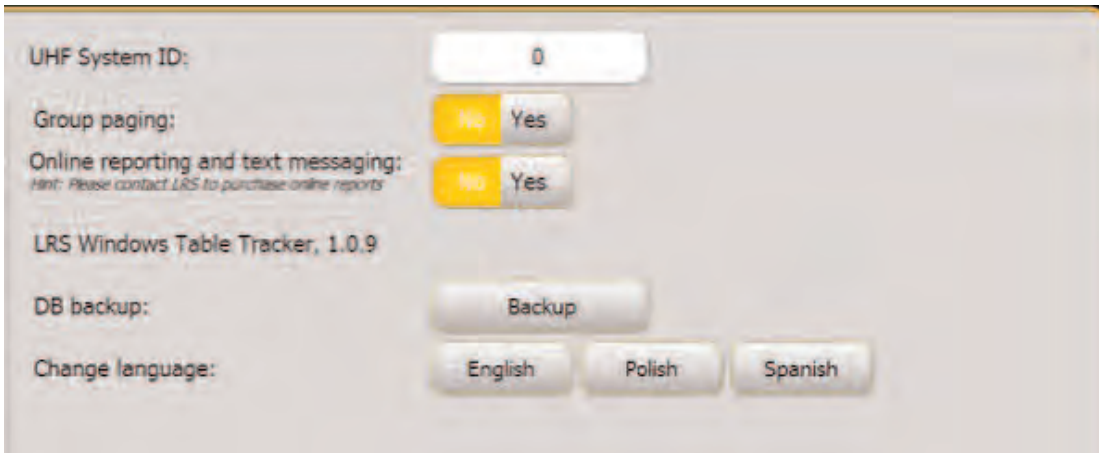 UHF System ID: 0
Group paging: No Yes
Online reporting and text messaging: No Yes
Hint: Please contact LRS to purchase online reports
LRS Windows Table Tracker, 1.0.9
DB backup: Backup
Change language: English Polish Spanish